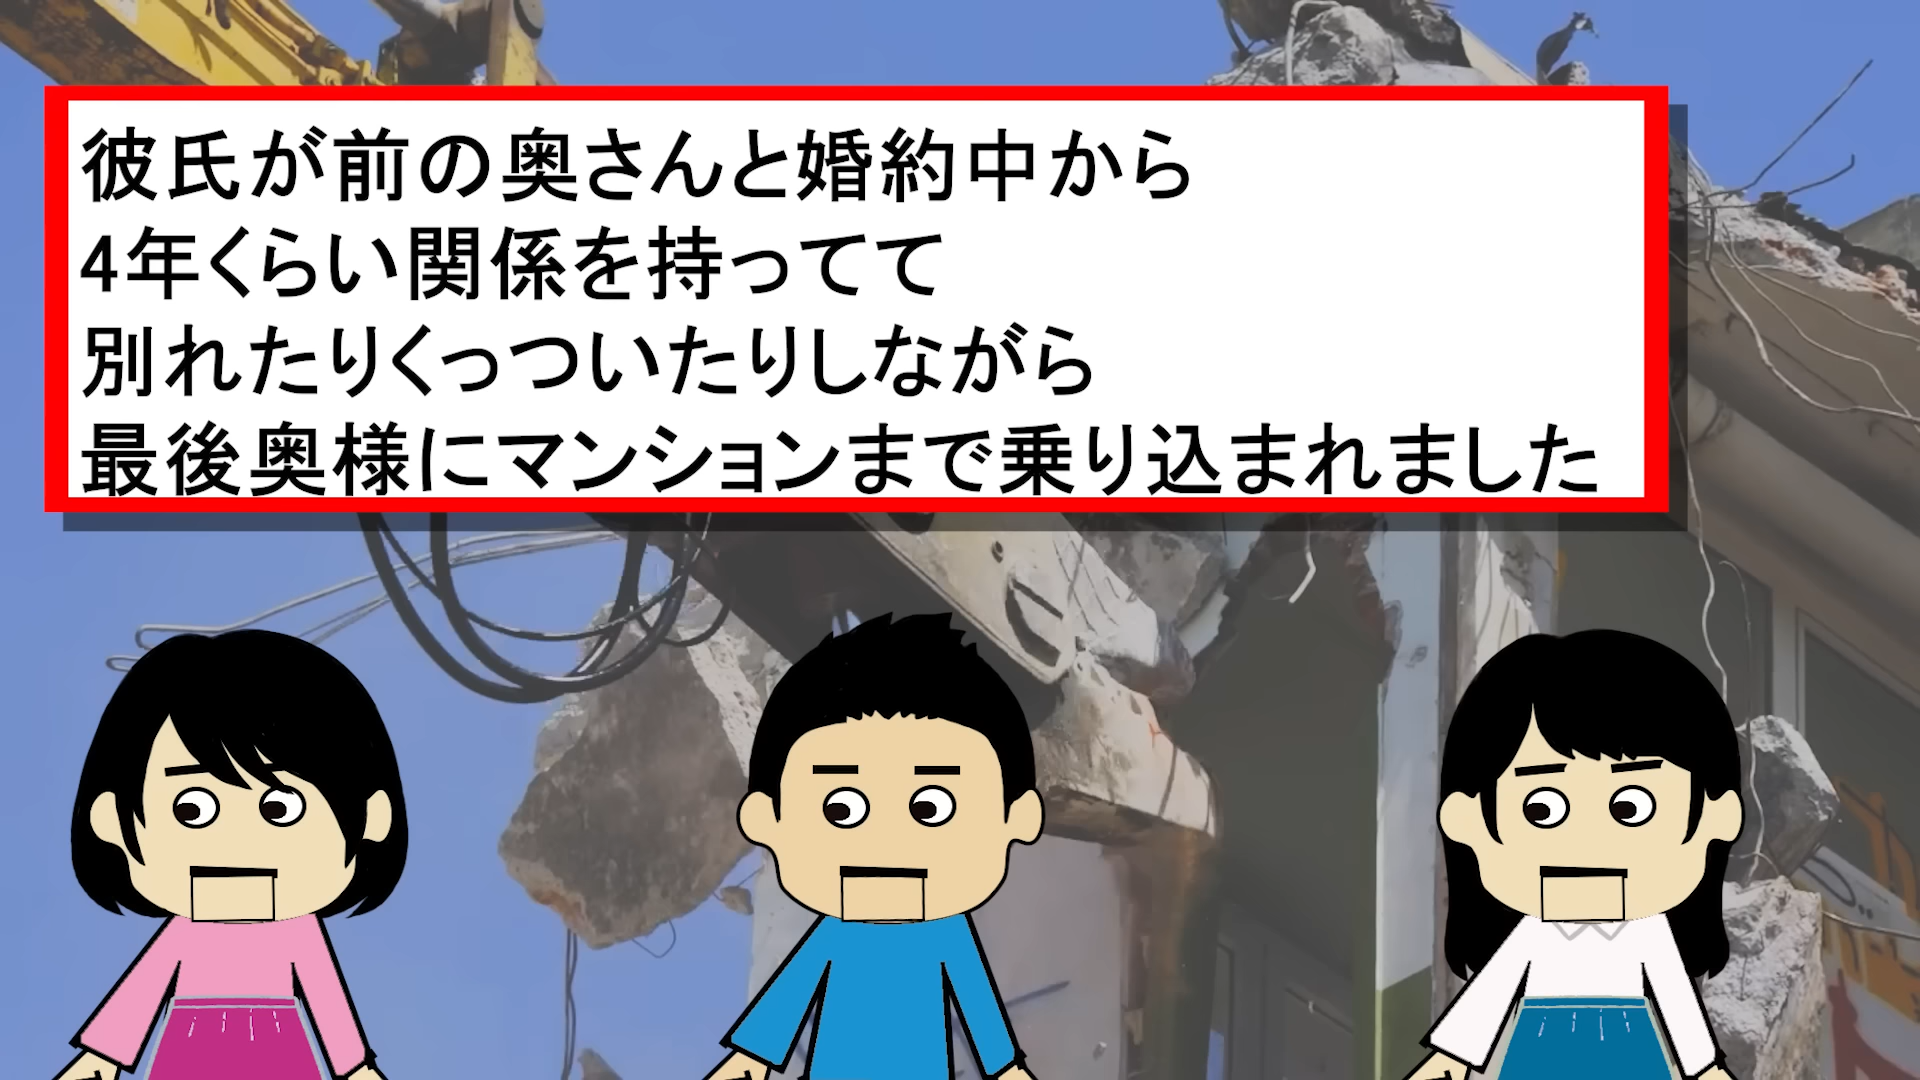 彼氏が前の奥さんと婚約中から
4年くらい関係を持ってて
別れたりくっついたりしながら
最後奥様にマンションまで乗り込まれました